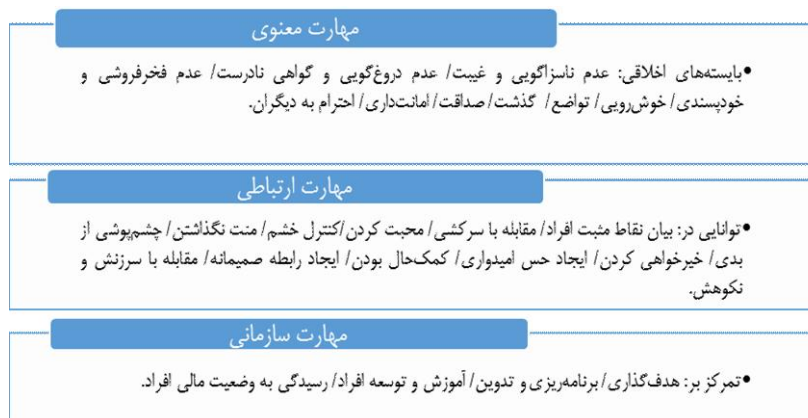 مهارت معنوی
•بایسته‌های اخلاقی: عدم ناسزاگویی و غیبت/ عدم دروغ‌گویی و گواهی نادرست/ عدم فخرفروشی و
خودپسندی/ خوش‌رویی/ تواضع/ گذشت/ صداقت/ امانت‌داری/ احترام به دیگران.
مهارت ارتباطی
•توانایی در: بیان نقاط مثبت افراد/ مقابله با سرکشی/ محبت کردن/کنترل خشم/ منت نگذاشتن/ چشم‌پوشی از
بدی/ خیرخواهی کردن/ ایجاد حس امیدواری/ کمک‌حال بودن/ ایجاد رابطه صمیمانه/ مقابله با سرزنش و
نکوهش.
مهارت سازمانی
•تمرکز بر: هدف‌گذاری/ برنامه‌ریزی و تدوین/ آموزش و توسعه افراد/ رسیدگی به وضعیت مالی افراد.